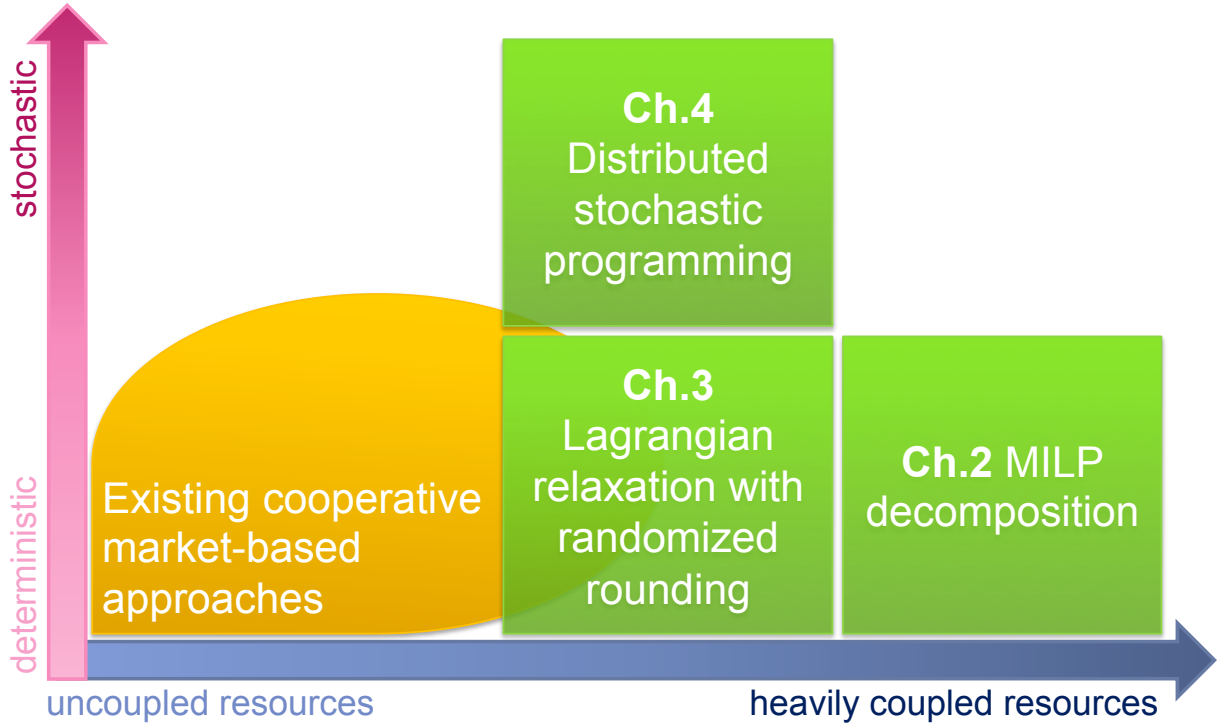 stochastic
deterministic
Ch.4
Distributed
stochastic
programming
Existing cooperative
market-based
approaches
Ch.3
Lagrangian
relaxation with
randomized
rounding
Ch.2 MILP
decomposition
uncoupled resources
heavily coupled resources